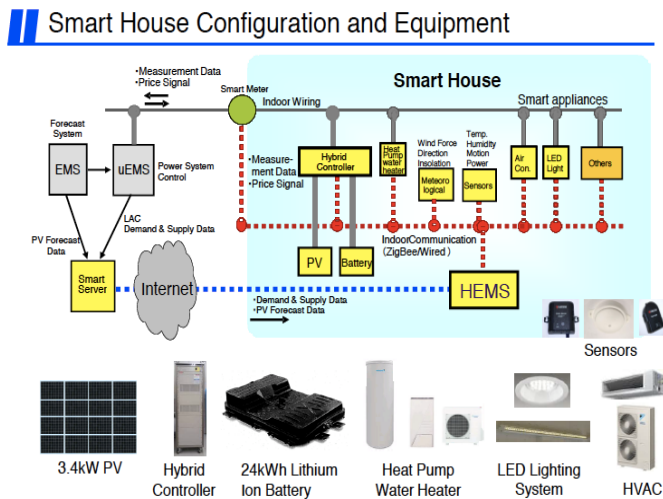 Smart House Configuration and Equipment
•Measurement Data
•Price Signal
Smart Meter
Indoor Wiring
Smart House
Smart appliances
Forecast
System
EMS
uEMS
Power System
Control
•Measure-
ment Data
•Price Signal
Hybrid
Controller
Heat
Pump
water
heater
Wind Force
Direction
Insolation
Meteoro
logical
Temp.
Humidity
Motion
Power
Sensors
Air
Con.
LED
Light
Others
LAC
Demand & Supply Data
PV Forecast
Data
IndoorCommunication
(ZigBee/Wired)
PV
Battery
Smart
Server
Internet
HEMS
•Demand & Supply Data
•PV Forecast Data
Sensors
3.4kW PV
Hybrid
Controller
24kWh Lithium
Ion Battery
Heat Pump
Water Heater
LED Lighting
System
HVAC